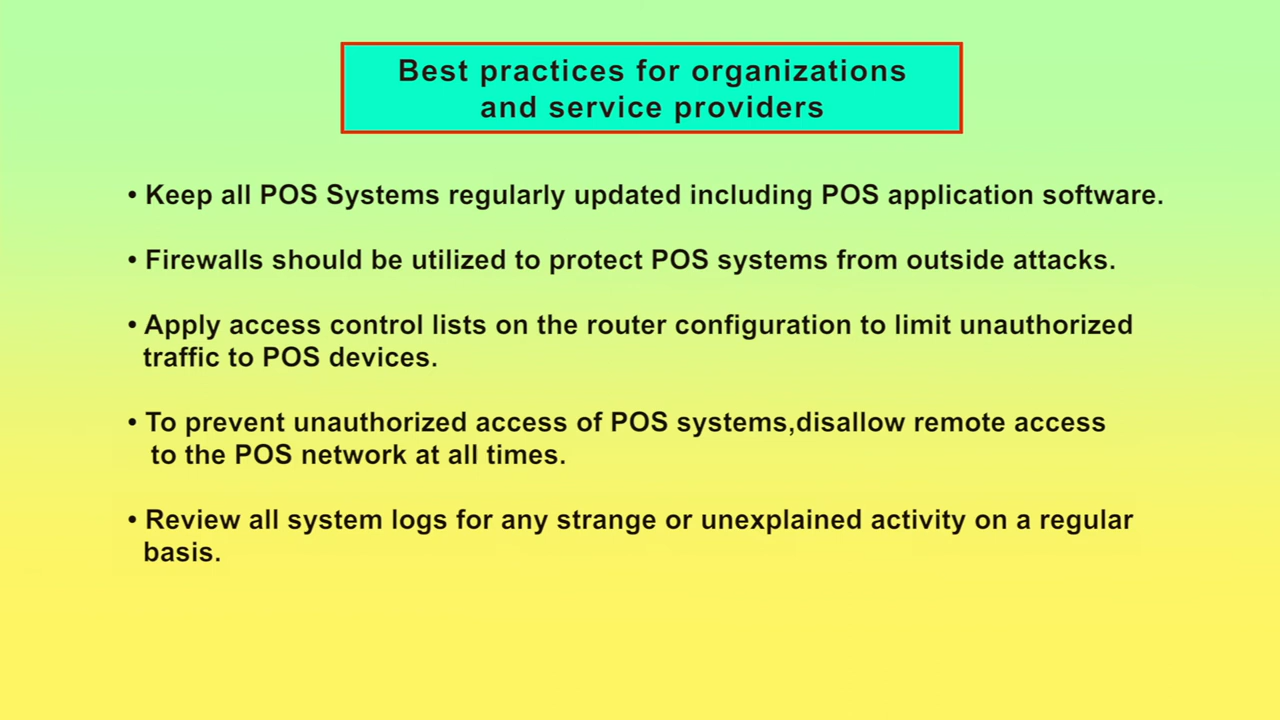 Best practices for organizations
and service providers
• Keep all POS Systems regularly updated including POS application software.
• Firewalls should be utilized to protect POS systems from outside attacks.
• Apply access control lists on the router configuration to limit unauthorized
traffic to POS devices.
• To prevent unauthorized access of POS systems,disallow remote access
to the POS network at all times.
• Review all system logs for any strange or unexplained activity on a regular
basis.